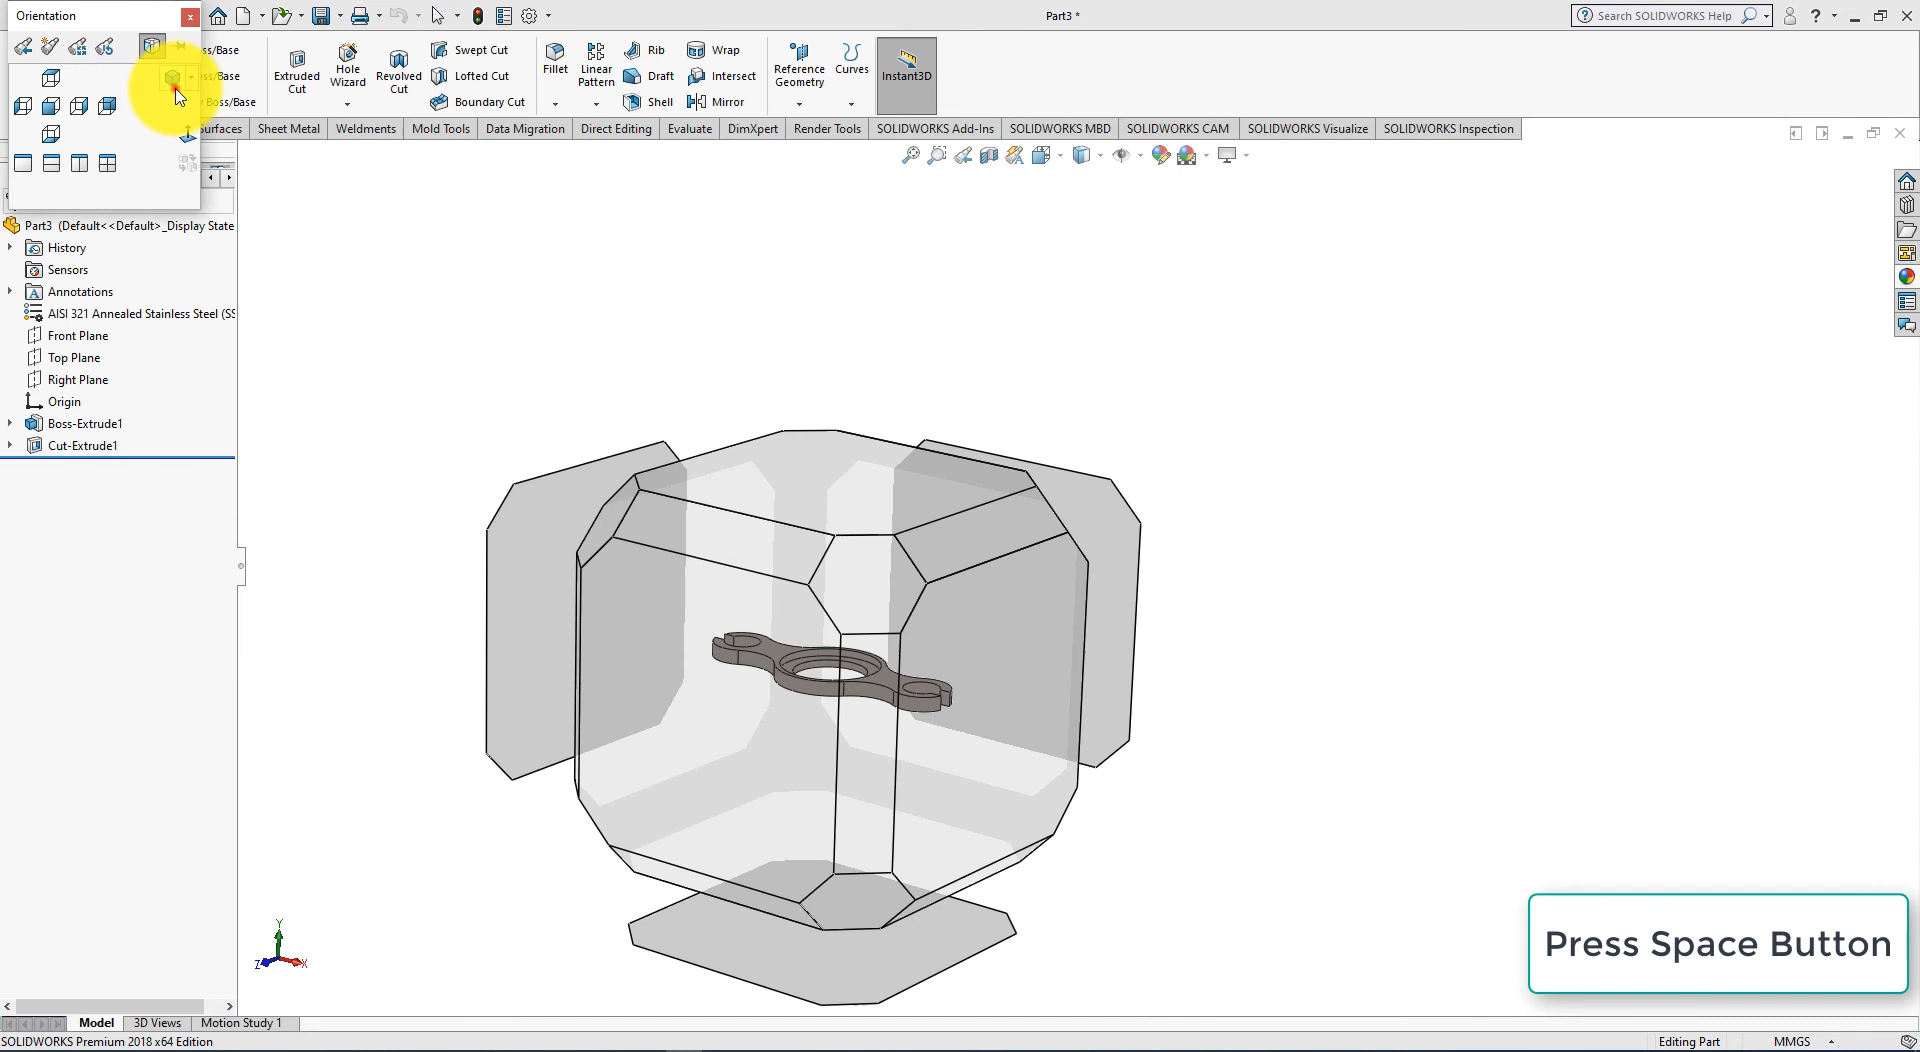 Orientation
Part3 *
Search SOLIDWORKS Help
oss/Base
Swept Cut
Rib
Wrap
oss/Base
Extruded Cut
Hole Wizard
Revolved Cut
Lofted Cut
Fillet
Linear Pattern
Draft
Intersect
Reference Geometry
Curves
Instant3D
y Boss/Base
Boundary Cut
Shell
Mirror
Surfaces
Sheet Metal
Weldments
Mold Tools
Data Migration
Direct Editing
Evaluate
DimXpert
Render Tools
SOLIDWORKS Add-Ins
SOLIDWORKS MBD
SOLIDWORKS CAM
SOLIDWORKS Visualize
SOLIDWORKS Inspection
Part3 (Default<<Default>_Display State
History
Sensors
Annotations
AISI 321 Annealed Stainless Steel (SS
Front Plane
Top Plane
Right Plane
Origin
Boss-Extrude1
Cut-Extrude1
Y
Z
X
Press Space Button
Model
3D Views
Motion Study 1
SOLIDWORKS Premium 2018 x64 Edition
Editing Part
MMGS